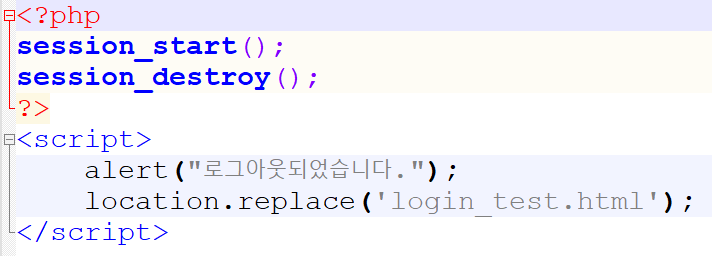 <?php
session_start();
session_destroy();
?>
<script>
    alert("로그아웃되었습니다.");
    location.replace('login_test.html');
</script>